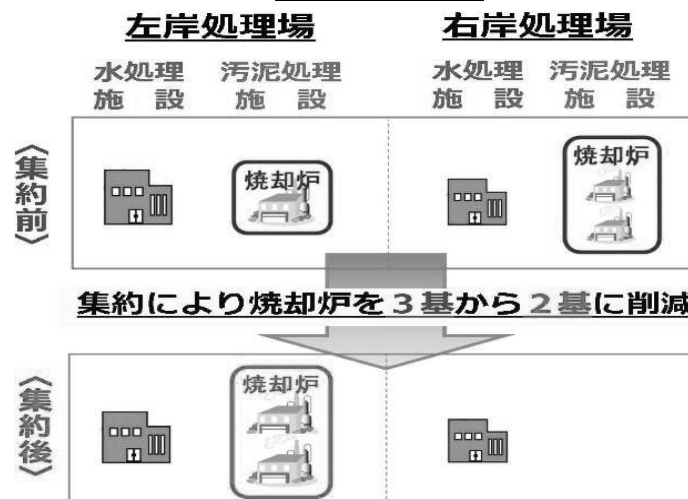 左岸処理場 右岸処理場
水処理 汚泥処理 水処理 汚泥処理
施設 施設 施設 施設
〈集約前〉
焼却炉
焼却炉
集約により焼却炉を3基から2基に削減
〈集約後〉
焼却炉